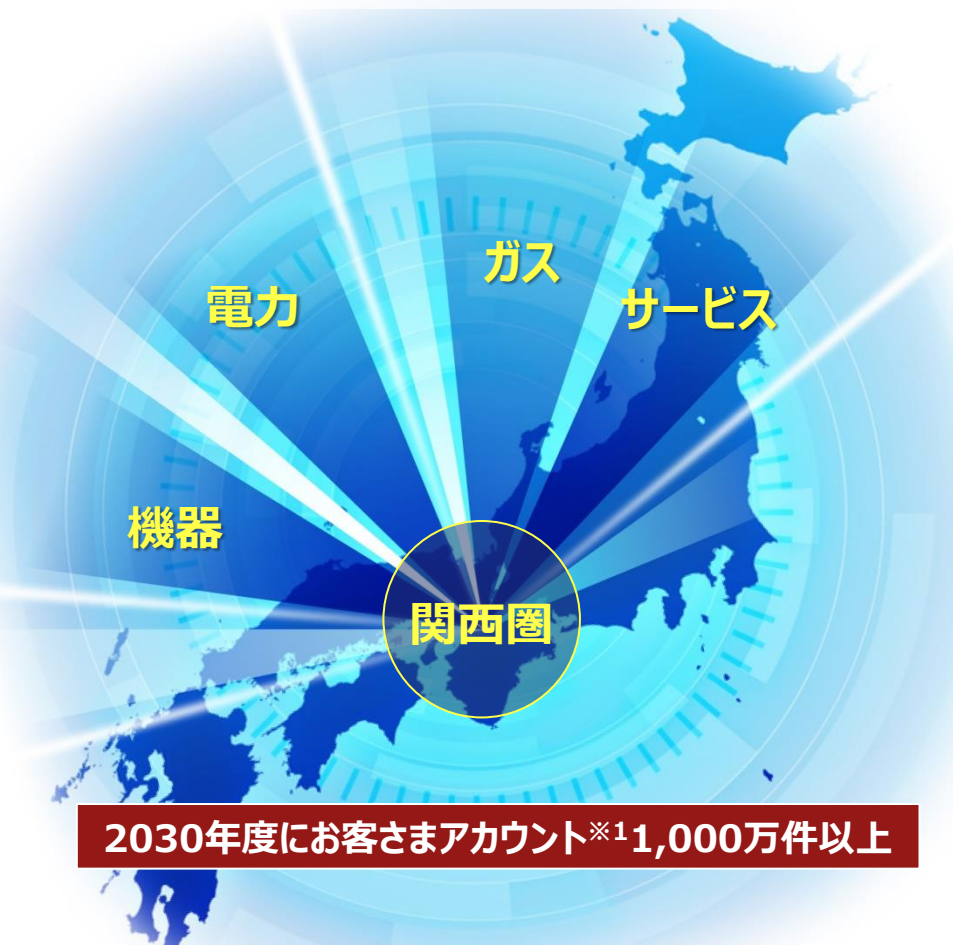 ガス
電力
サービス
機器
関西圏
2030年度にお客さまアカウント※11,000万件以上